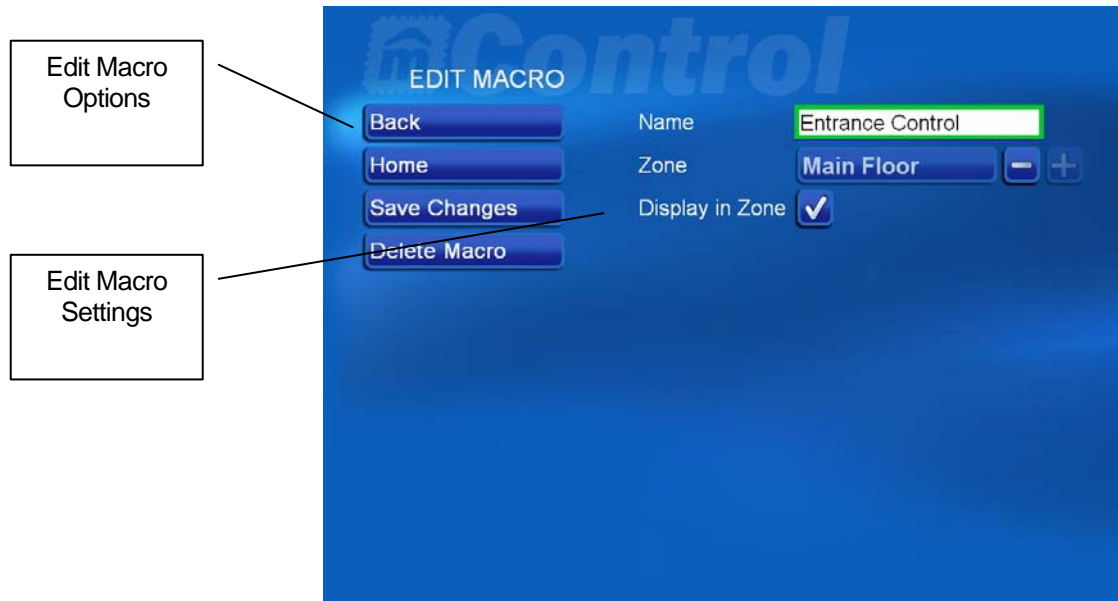 Edit Macro
Options
Edit Macro
Settings
mControl
EDIT MACRO
Back
Home
Save Changes
Delete Macro
Name Entrance Control
Zone Main Floor - +
Display in Zone